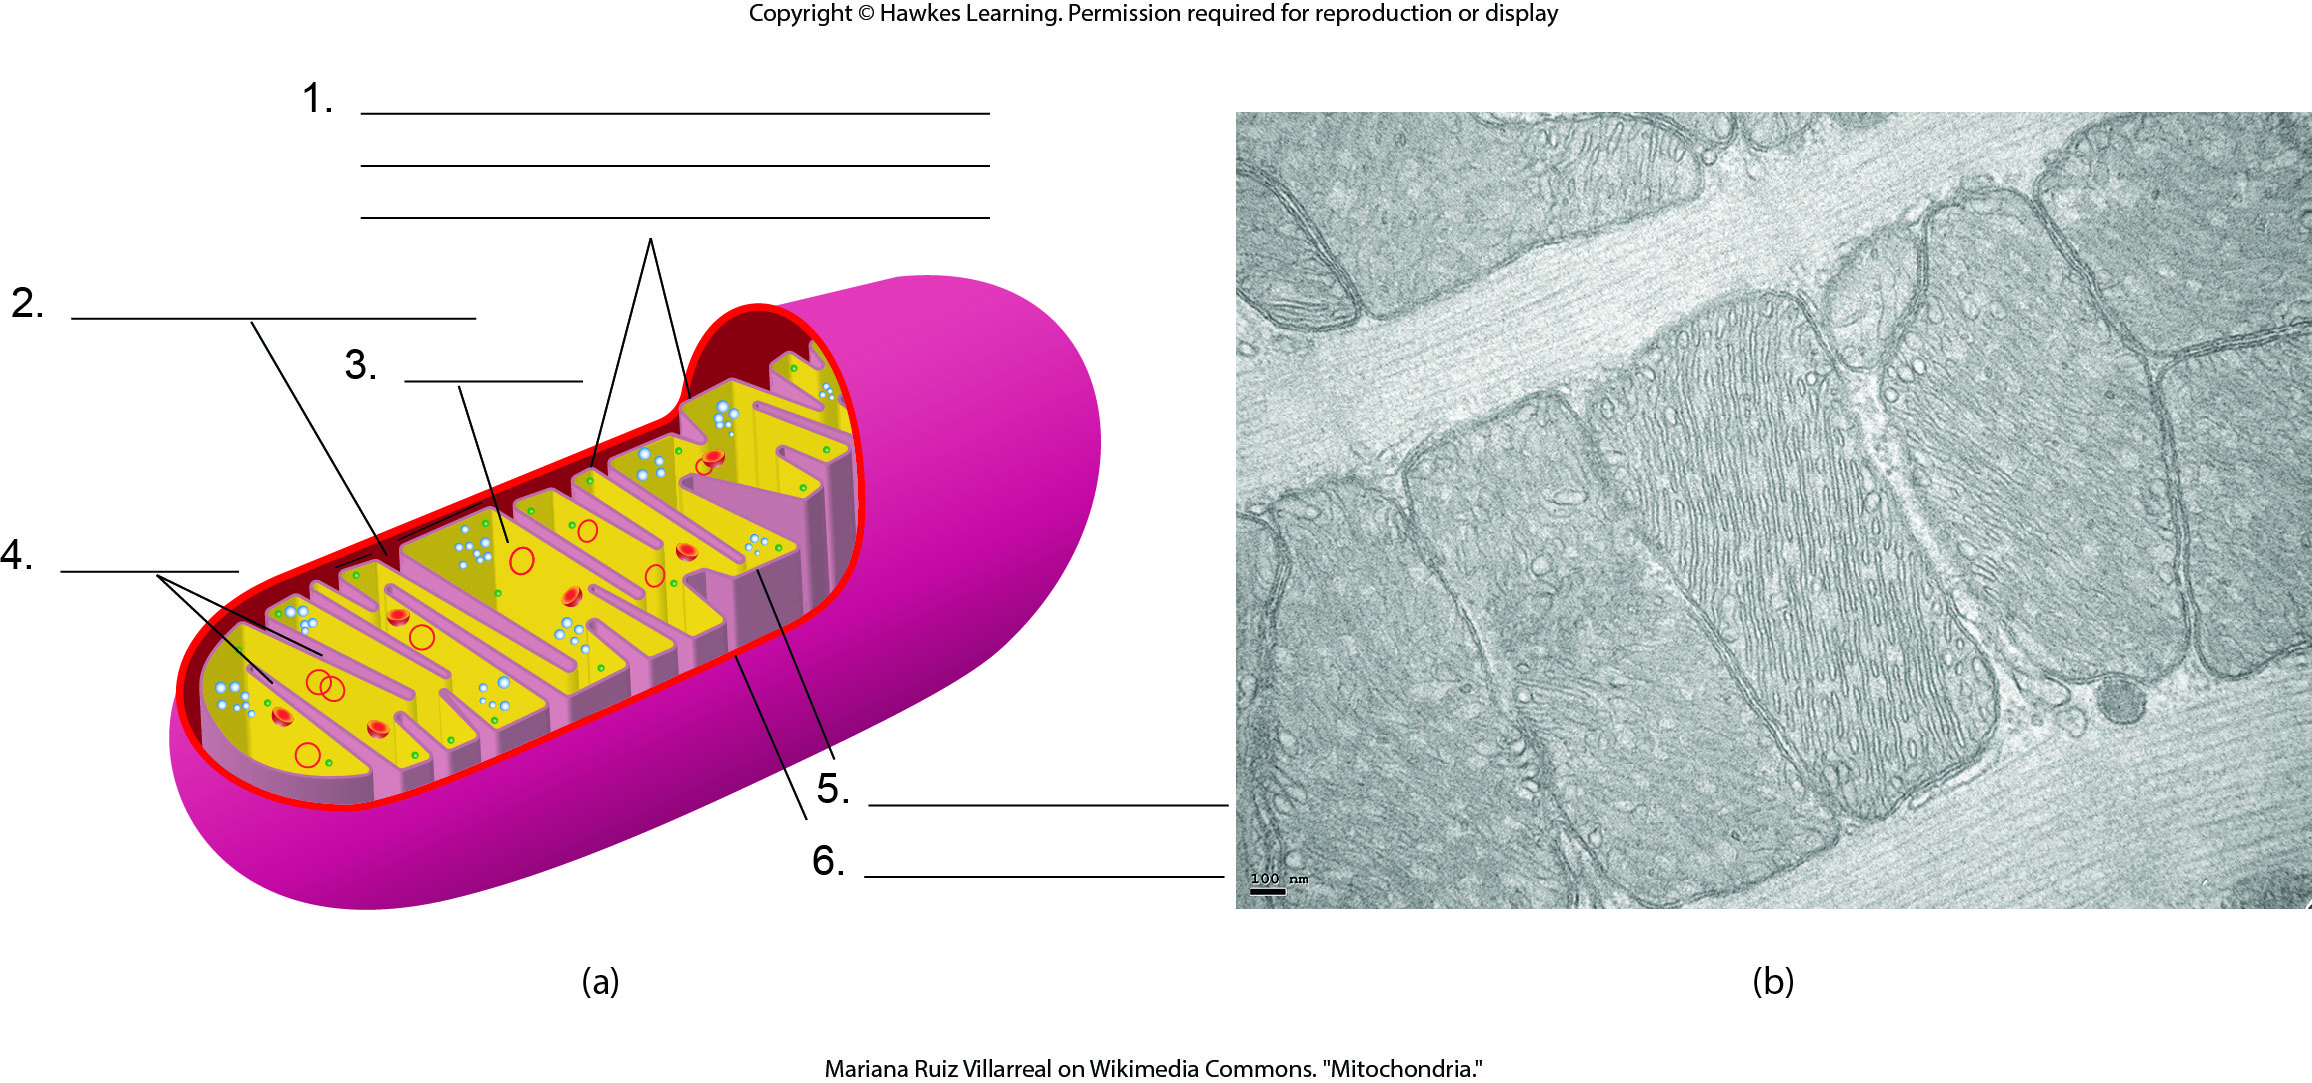 Copyright © Hawkes Learning. Permission required for reproduction or display
1.
2.
3.
4.
5.
6.
100 nm
(a)
(b)
Mariana Ruiz Villarreal on Wikimedia Commons. "Mitochondria."